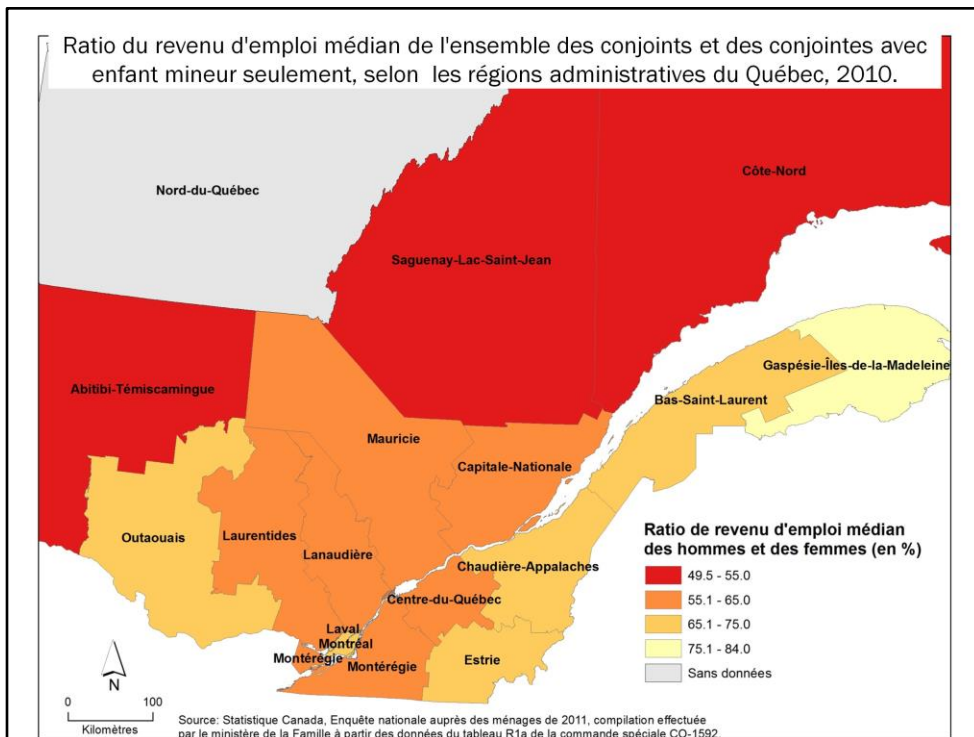 Ratio du revenu d'emploi médian de l'ensemble des conjoints et des conjointes avec
enfant mineur seulement, selon les régions administratives du Québec, 2010.
Nord-du-Québec
Côte-Nord
Saguenay-Lac-Saint-Jean
Abitibi-Témiscamingue
Gaspésie-Îles-de-la-Madeleine
Bas-Saint-Laurent
Mauricie
Capitale-Nationale
Outaouais
Laurentides
Lanaudière
Chaudière-Appalaches
Centre-du-Québec
Laval
Montréal
Montérégie
Montérégie
Estrie
Ratio de revenu d'emploi médian
des hommes et des femmes (en %)
49.5 - 55.0
55.1 - 65.0
65.1 - 75.0
75.1 - 84.0
Sans données
N
0 100
Kilomètres
Source: Statistique Canada, Enquête nationale auprès des ménages de 2011, compilation effectuée
par le ministère de la Famille à partir des données du tableau R1a de la commande spéciale CO-1592.